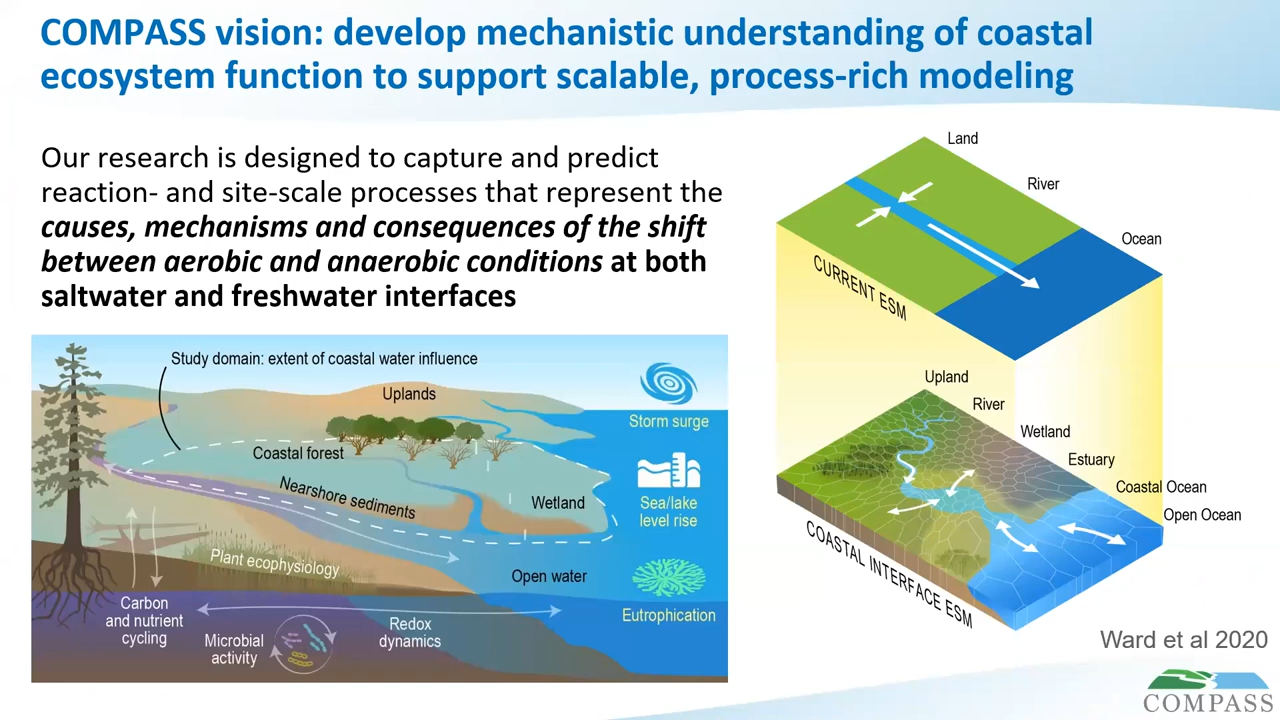 COMPASS vision: develop mechanistic understanding of coastal
ecosystem function to support scalable, process-rich modeling
Our research is designed to capture and predict
reaction- and site-scale processes that represent the
causes, mechanisms and consequences of the shift
between aerobic and anaerobic conditions at both
saltwater and freshwater interfaces
Study domain: extent of coastal water influence
Uplands
Coastal forest
Nearshore sediments
Wetland
Plant ecophysiology
Open water
Carbon
and nutrient
cycling
Microbial
activity
Redox
dynamics
Storm surge
Sea/lake
level rise
Eutrophication
Land
River
Ocean
CURRENT ESM
Upland
River
Wetland
Estuary
Coastal Ocean
Open Ocean
COASTAL INTERFACE ESM
Ward et al 2020
COMPASS